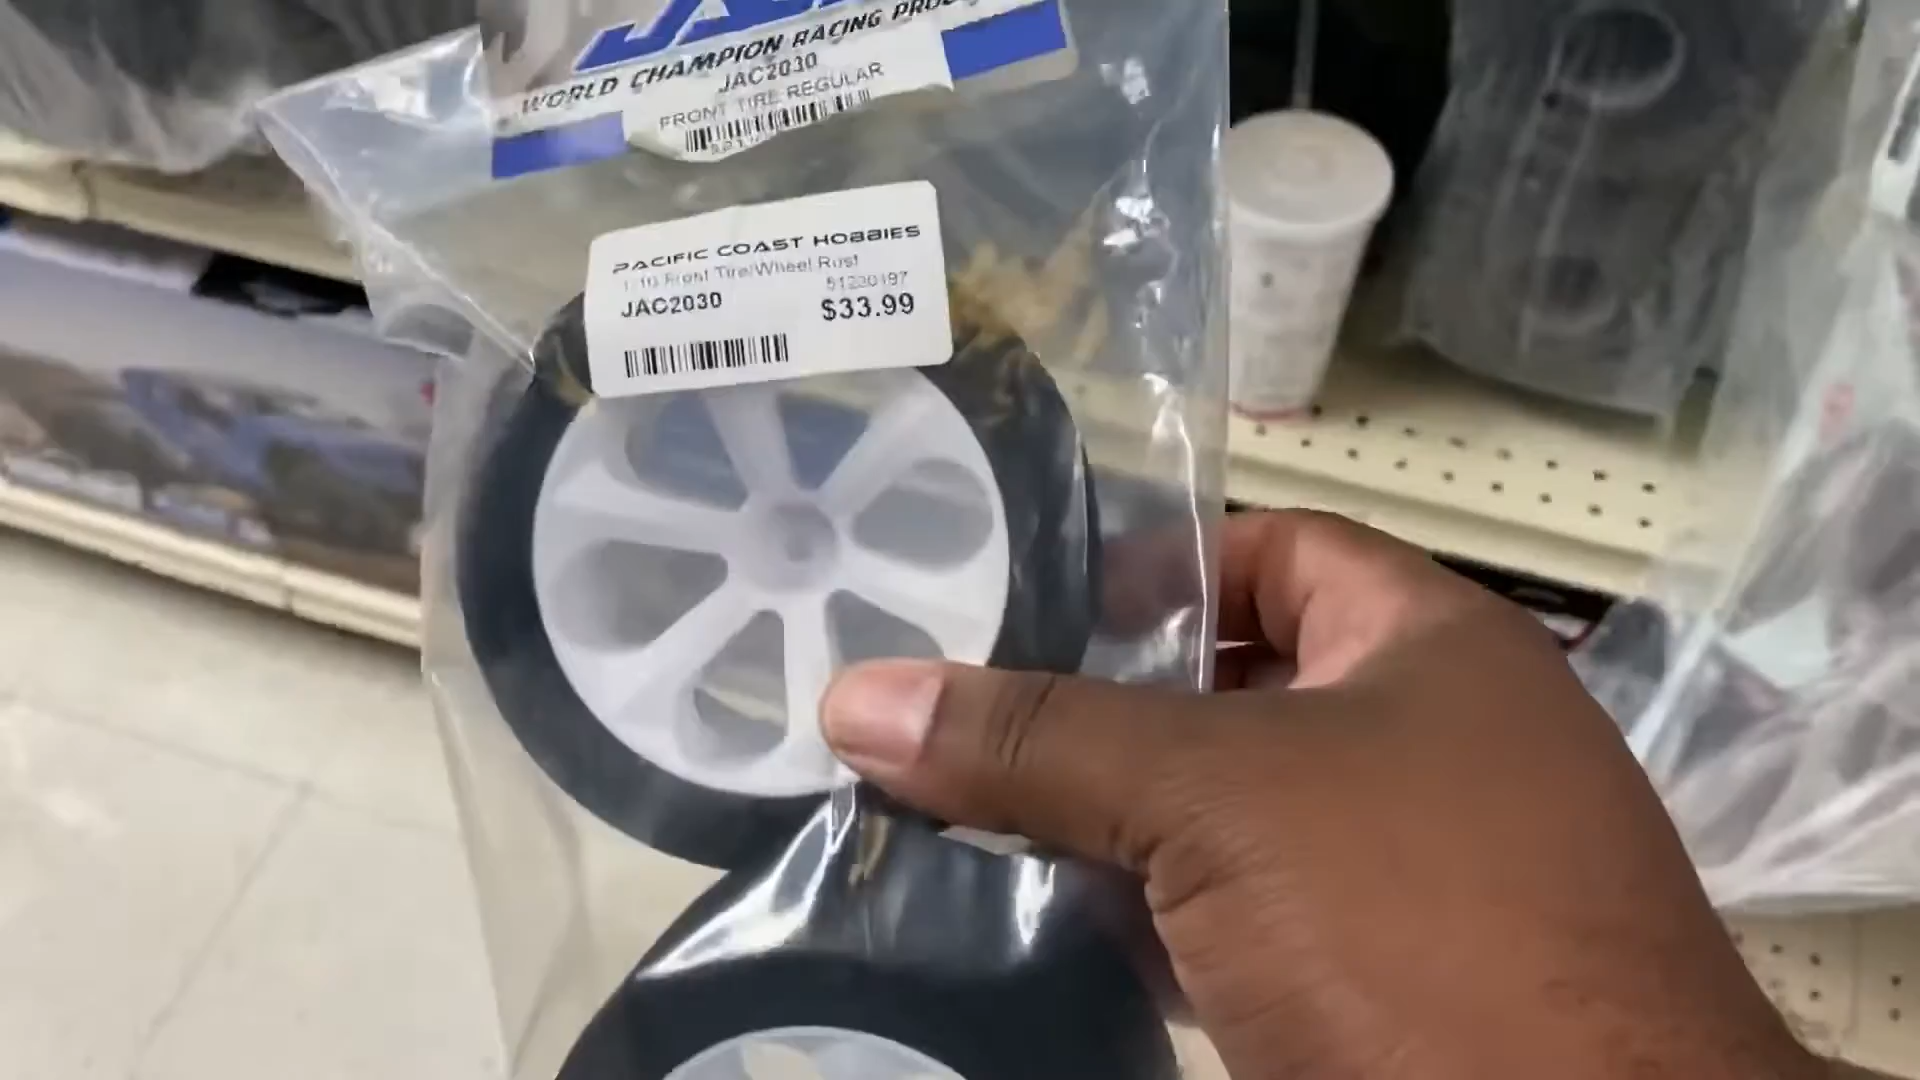 WORLD CHAMPION RACING
JAC2030
FRONT TIRE REGULAR
PACIFIC COAST HOBBIES
1:10 Front Tire/Wheel Rust
51230197
JAC2030
$33.99